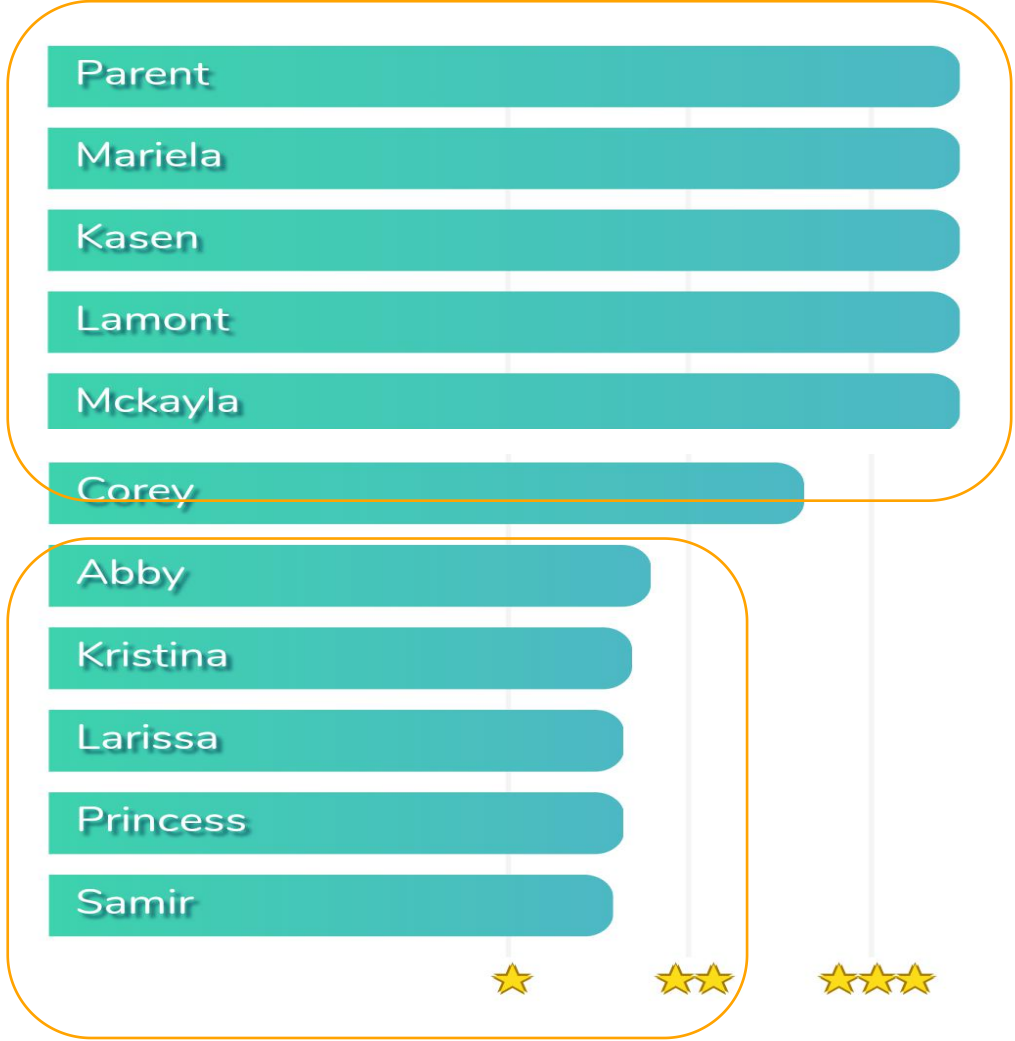 Parent
Mariela
Kasen
Lamont
Mckayla
Corey
Abby
Kristina
Larissa
Princess
Samir